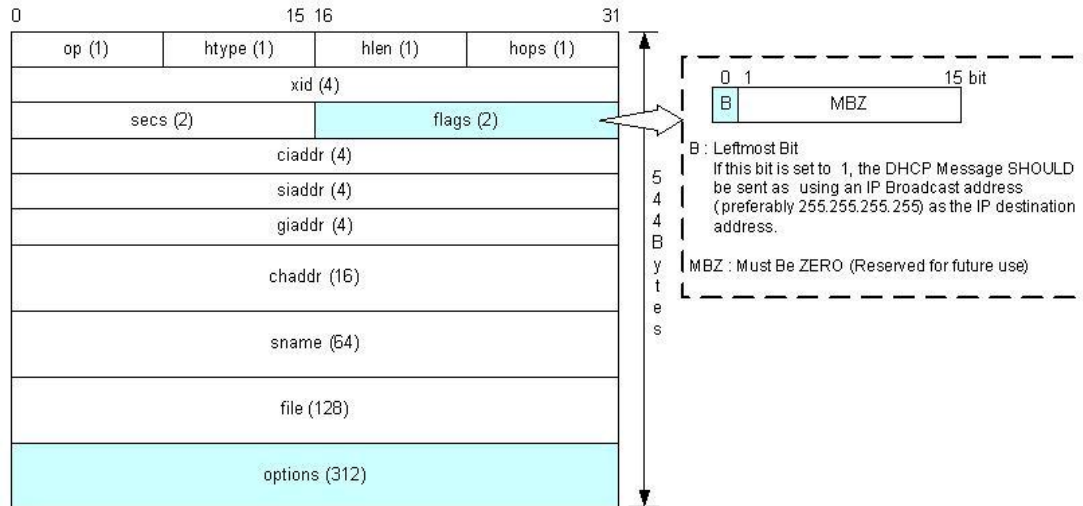 0 15 16 31
op (1) htype (1) hlen (1) hops (1)
xid (4)
secs (2) flags (2)
ciaddr (4)
siaddr (4)
giaddr (4)
chaddr (16)
sname (64)
file (128)
options (312)
544Bytes
0 1 15 bit
B MBZ
B : Leftmost Bit
If this bit is set to 1, the DHCP Message SHOULD
be sent as using an IP Broadcast address
(preferably 255.255.255.255) as the IP destination
address.
MBZ : Must Be ZERO (Reserved for future use)